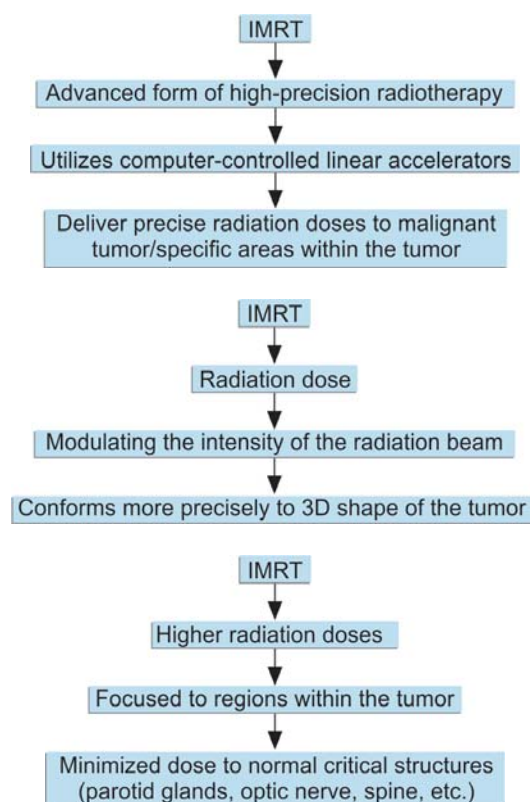 IMRT
Advanced form of high-precision radiotherapy
Utilizes computer-controlled linear accelerators
Deliver precise radiation doses to malignant
tumor/specific areas within the tumor
IMRT
Radiation dose
Modulating the intensity of the radiation beam
Conforms more precisely to 3D shape of the tumor
IMRT
Higher radiation doses
Focused to regions within the tumor
Minimized dose to normal critical structures
(parotid glands, optic nerve, spine, etc.)